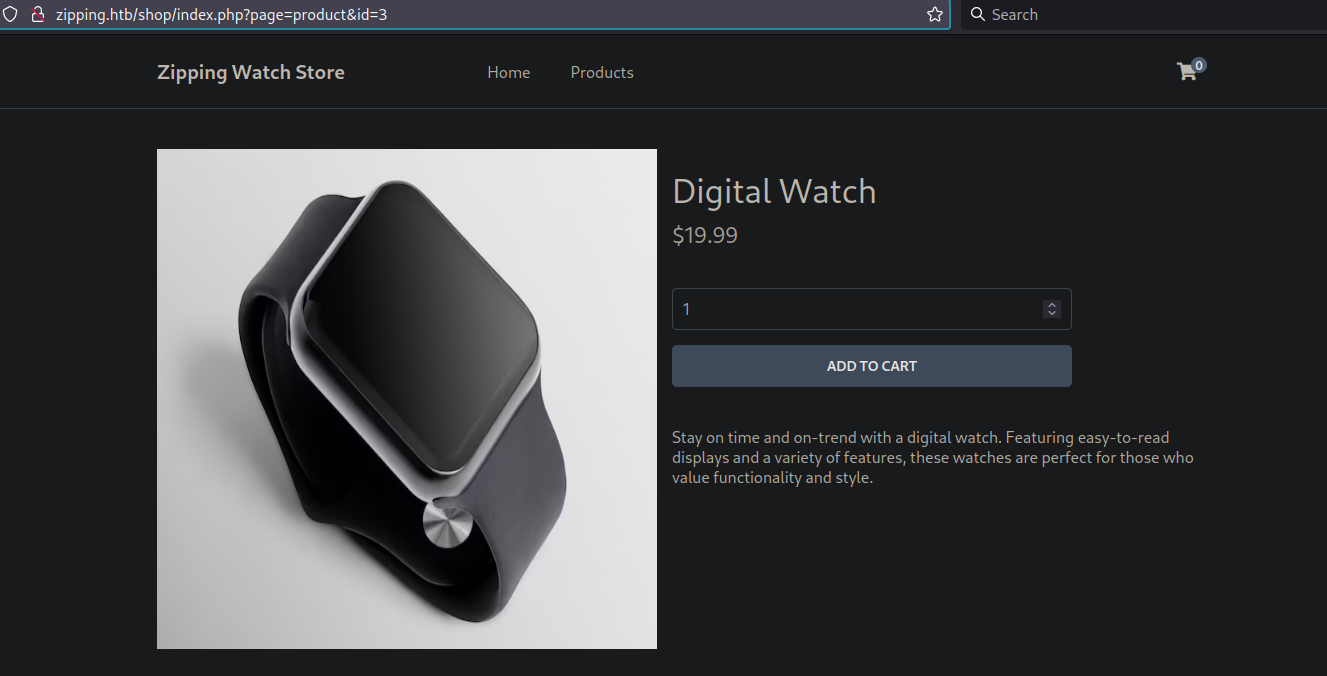 zipping.htb/shop/index.php?page=product&id=3
Search
Zipping Watch Store
Home
Products
0
Digital Watch
$19.99
1
ADD TO CART
Stay on time and on-trend with a digital watch. Featuring easy-to-read
displays and a variety of features, these watches are perfect for those who
value functionality and style.